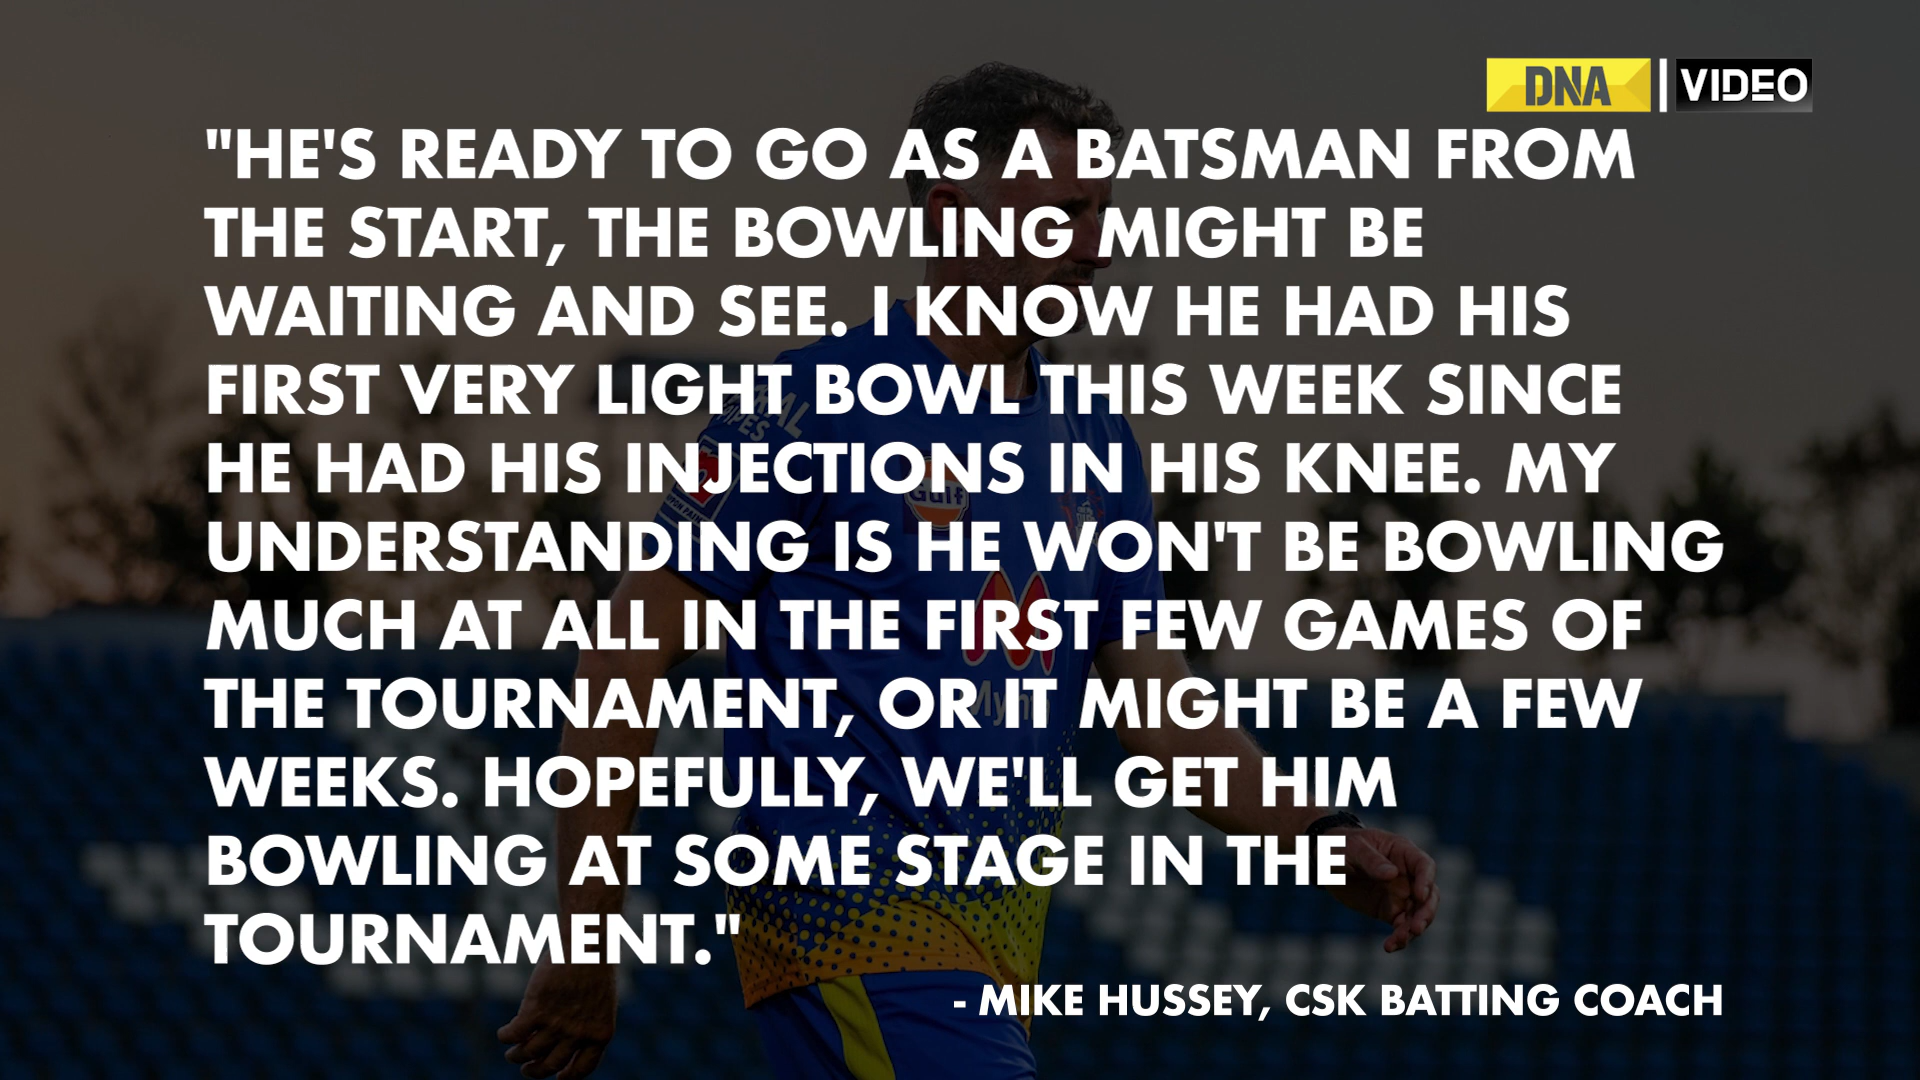 DNA | VIDEO
"HE'S READY TO GO AS A BATSMAN FROM
THE START, THE BOWLING MIGHT BE
WAITING AND SEE. I KNOW HE HAD HIS
FIRST VERY LIGHT BOWL THIS WEEK SINCE
HE HAD HIS INJECTIONS IN HIS KNEE. MY
UNDERSTANDING IS HE WON'T BE BOWLING
MUCH AT ALL IN THE FIRST FEW GAMES OF
THE TOURNAMENT, OR IT MIGHT BE A FEW
WEEKS. HOPEFULLY, WE'LL GET HIM
BOWLING AT SOME STAGE IN THE
TOURNAMENT."
- MIKE HUSSEY, CSK BATTING COACH
Gulf